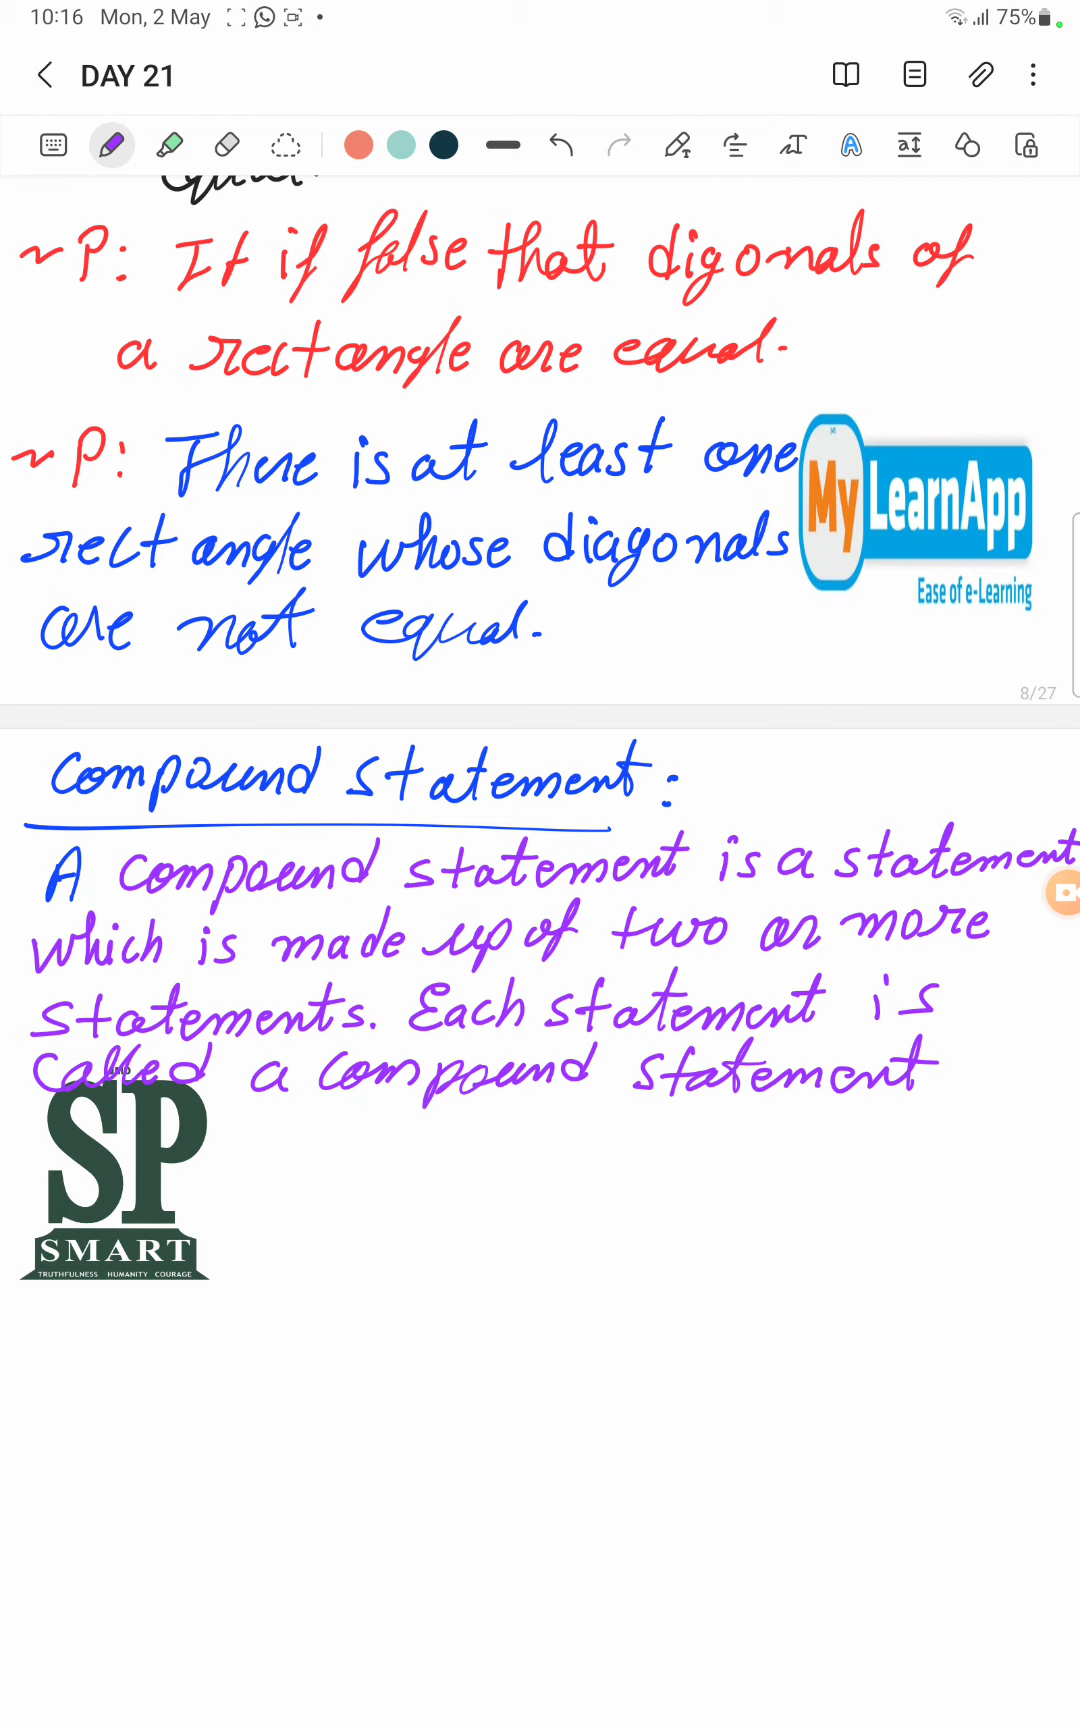 10:16 Mon, 2 May 75%
DAY 21
~P: It if false that digonals of
a rectangle are equal.
~P: There is at least one
rectangle whose diagonals
are not equal.
My LearnApp
Ease of e-Learning
8/27
Compound statement:
A compound statement is a statement
which is made up of two or more
statements. Each statement is
called a compound statement
SP
SMART
TRUTHFULNESS HUMANITY COURAGE